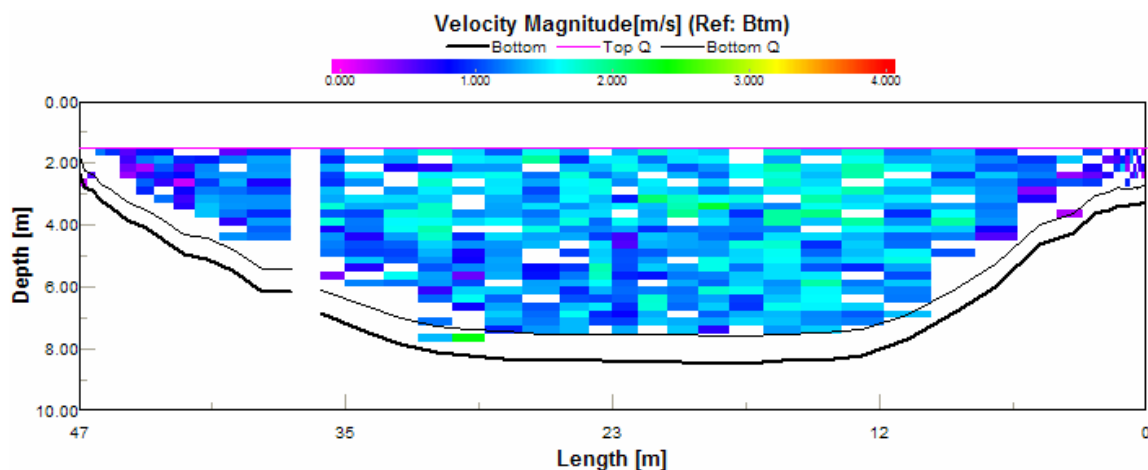 Velocity Magnitude[m/s] (Ref: Btm)
Bottom Top Q Bottom Q
0.000 1.000 2.000 3.000 4.000
0.00
2.00
4.00
6.00
8.00
10.00
Depth [m]
47 35 23 12 0
Length [m]